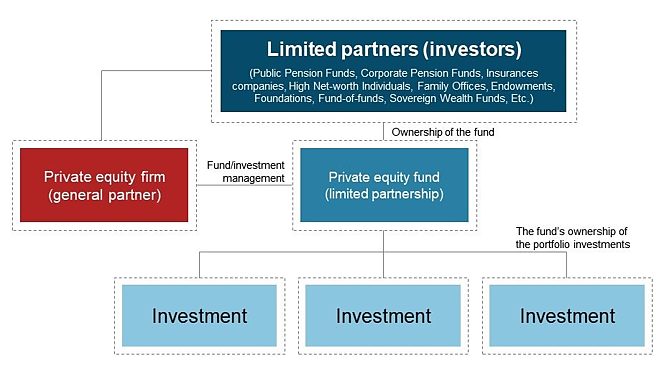 Limited partners (investors)
(Public Pension Funds, Corporate Pension Funds, Insurances
companies, High Net-worth Individuals, Family Offices, Endowments,
Foundations, Fund-of-funds, Sovereign Wealth Funds, Etc.)
Ownership of the fund
Private equity firm
(general partner)
Fund/investment
management
Private equity fund
(limited partnership)
The fund's ownership of
the portfolio investments
Investment
Investment
Investment